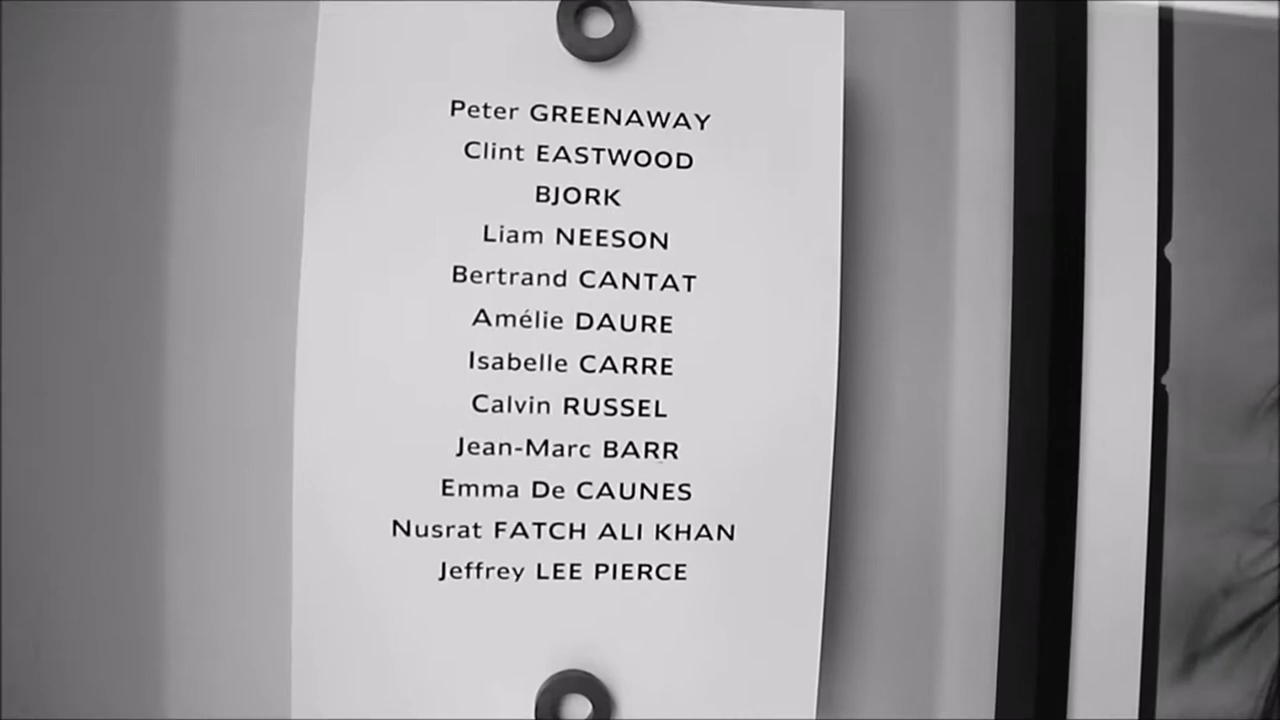 Peter GREENAWAY
Clint EASTWOOD
BJORK
Liam NEESON
Bertrand CANTAT
Amélie DAURE
Isabelle CARRE
Calvin RUSSEL
Jean-Marc BARR
Emma De CAUNES
Nusrat FATCH ALI KHAN
Jeffrey LEE PIERCE